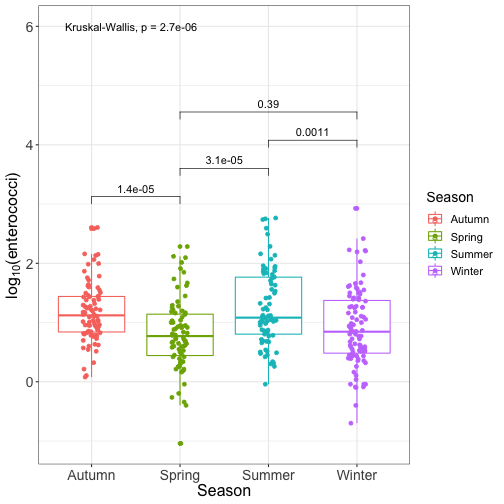 Kruskal-Wallis, p = 2.7e-06
6
4
2
0
log10(enterococci)
0.39
0.0011
3.1e-05
1.4e-05
Autumn Spring Summer Winter
Season
Season
Autumn
Spring
Summer
Winter